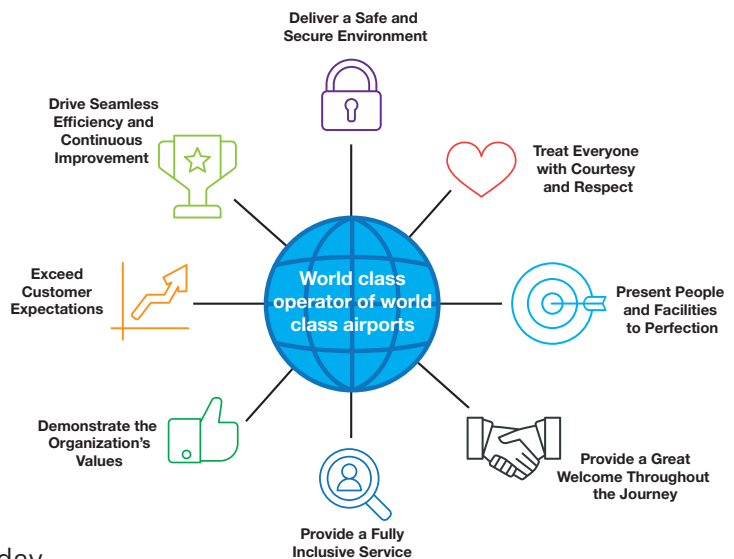 Deliver a Safe and
Secure Environment
Drive Seamless
Efficiency and
Continuous
Improvement
Treat Everyone
with Courtesy
and Respect
Exceed
Customer
Expectations
World class
operator of world
class airports
Present People
and Facilities
to Perfection
Demonstrate the
Organization's
Values
Provide a Great
Welcome Throughout
the Journey
Provide a Fully
Inclusive Service